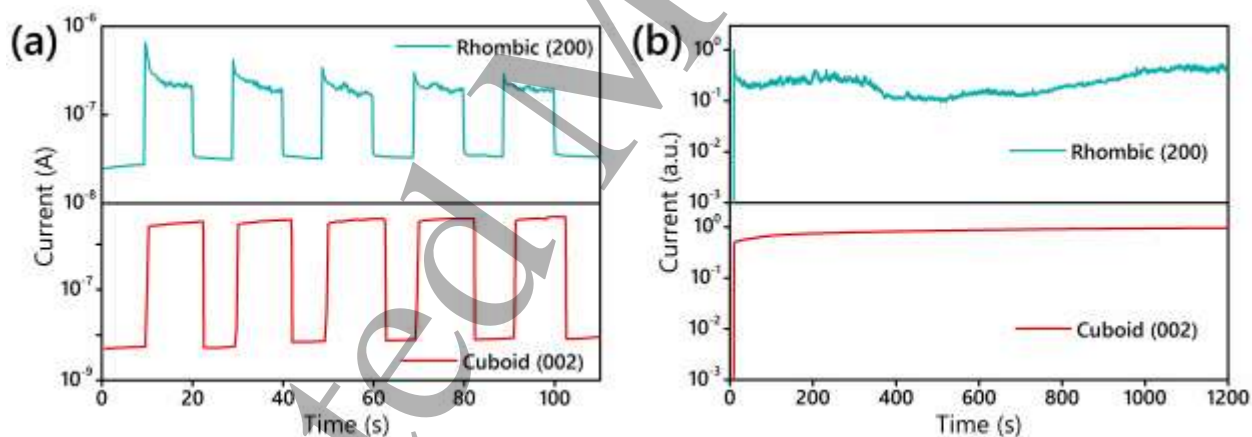 (a)
10⁻⁶
10⁻⁷
10⁻⁸
10⁻⁷
10⁻⁹
Current (A)
Rhombic (200)
Cuboid (002)
0 20 40 60 80 100
Time (s)
(b)
10⁰
10⁻¹
10⁻²
10⁻³
10⁰
10⁻¹
10⁻²
10⁻³
Current (a.u.)
Rhombic (200)
Cuboid (002)
0 200 400 600 800 1000 1200
Time (s)
ted M